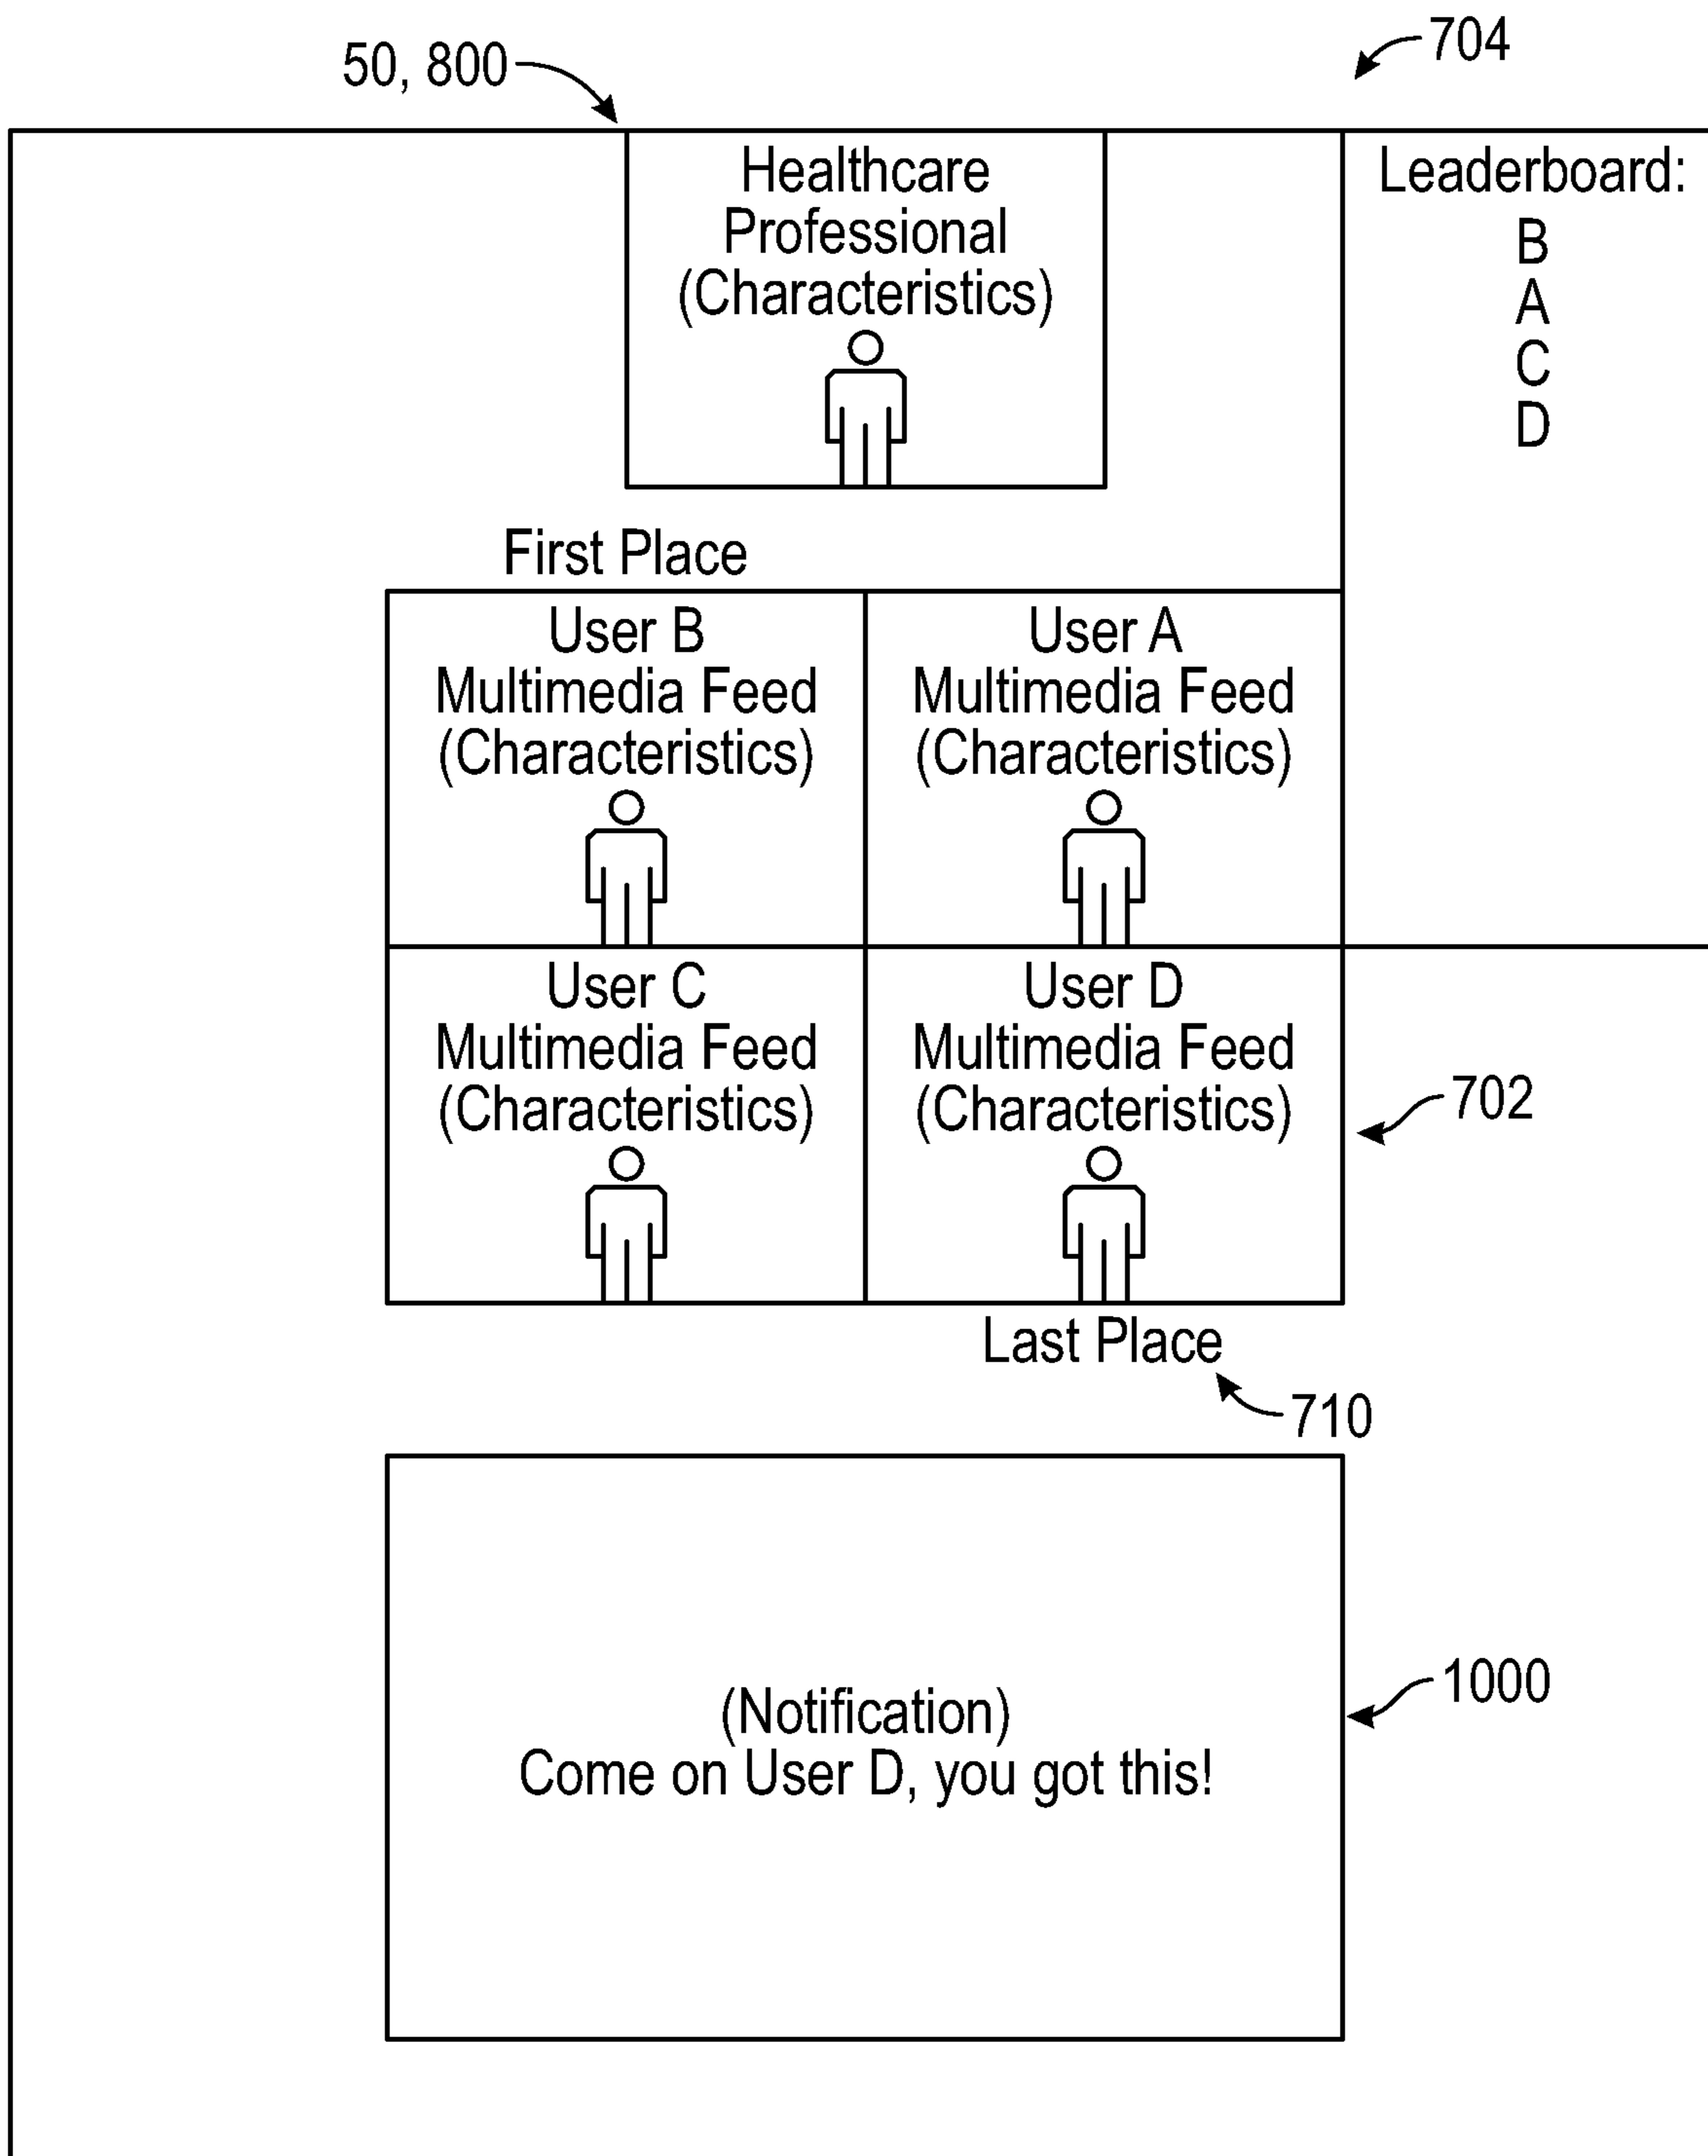 50, 800
704
Healthcare
Professional
(Characteristics)
Leaderboard:
B
A
C
D
First Place
User B
Multimedia Feed
(Characteristics)
User A
Multimedia Feed
(Characteristics)
User C
Multimedia Feed
(Characteristics)
User D
Multimedia Feed
(Characteristics)
702
Last Place
710
(Notification)
Come on User D, you got this!
1000